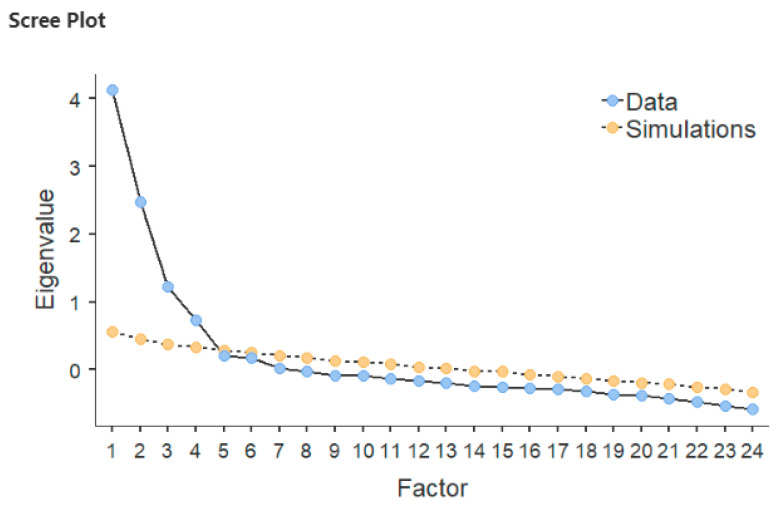 Scree Plot
Data
Simulations
4
3
2
1
0
Eigenvalue
1 2 3 4 5 6 7 8 9 10 11 12 13 14 15 16 17 18 19 20 21 22 23 24
Factor